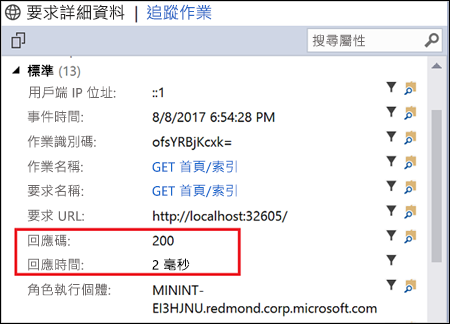 要求詳細資料 | 追蹤作業
搜尋屬性
標準 (13)
用戶端 IP 位址: ::1
事件時間: 8/8/2017 6:54:28 PM
作業識別碼: ofsYRBjKcxk=
作業名稱: GET 首頁/索引
要求名稱: GET 首頁/索引
要求 URL: http://localhost:32605/
回應碼: 200
回應時間: 2 毫秒
角色執行個體: MININT-
EI3HJNU.redmond.corp.microsoft.com